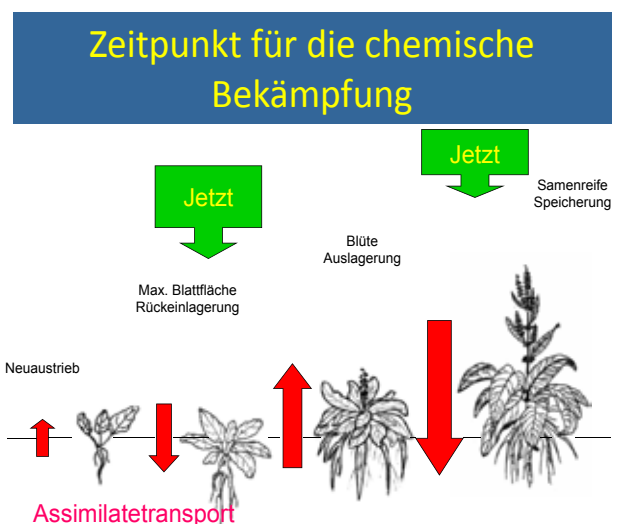 Zeitpunkt für die chemische
Bekämpfung
Jetzt
Jetzt
Samenreife
Speicherung
Blüte
Auslagerung
Max. Blattfläche
Rückeinlagerung
Neuaustrieb
Assimilatetransport